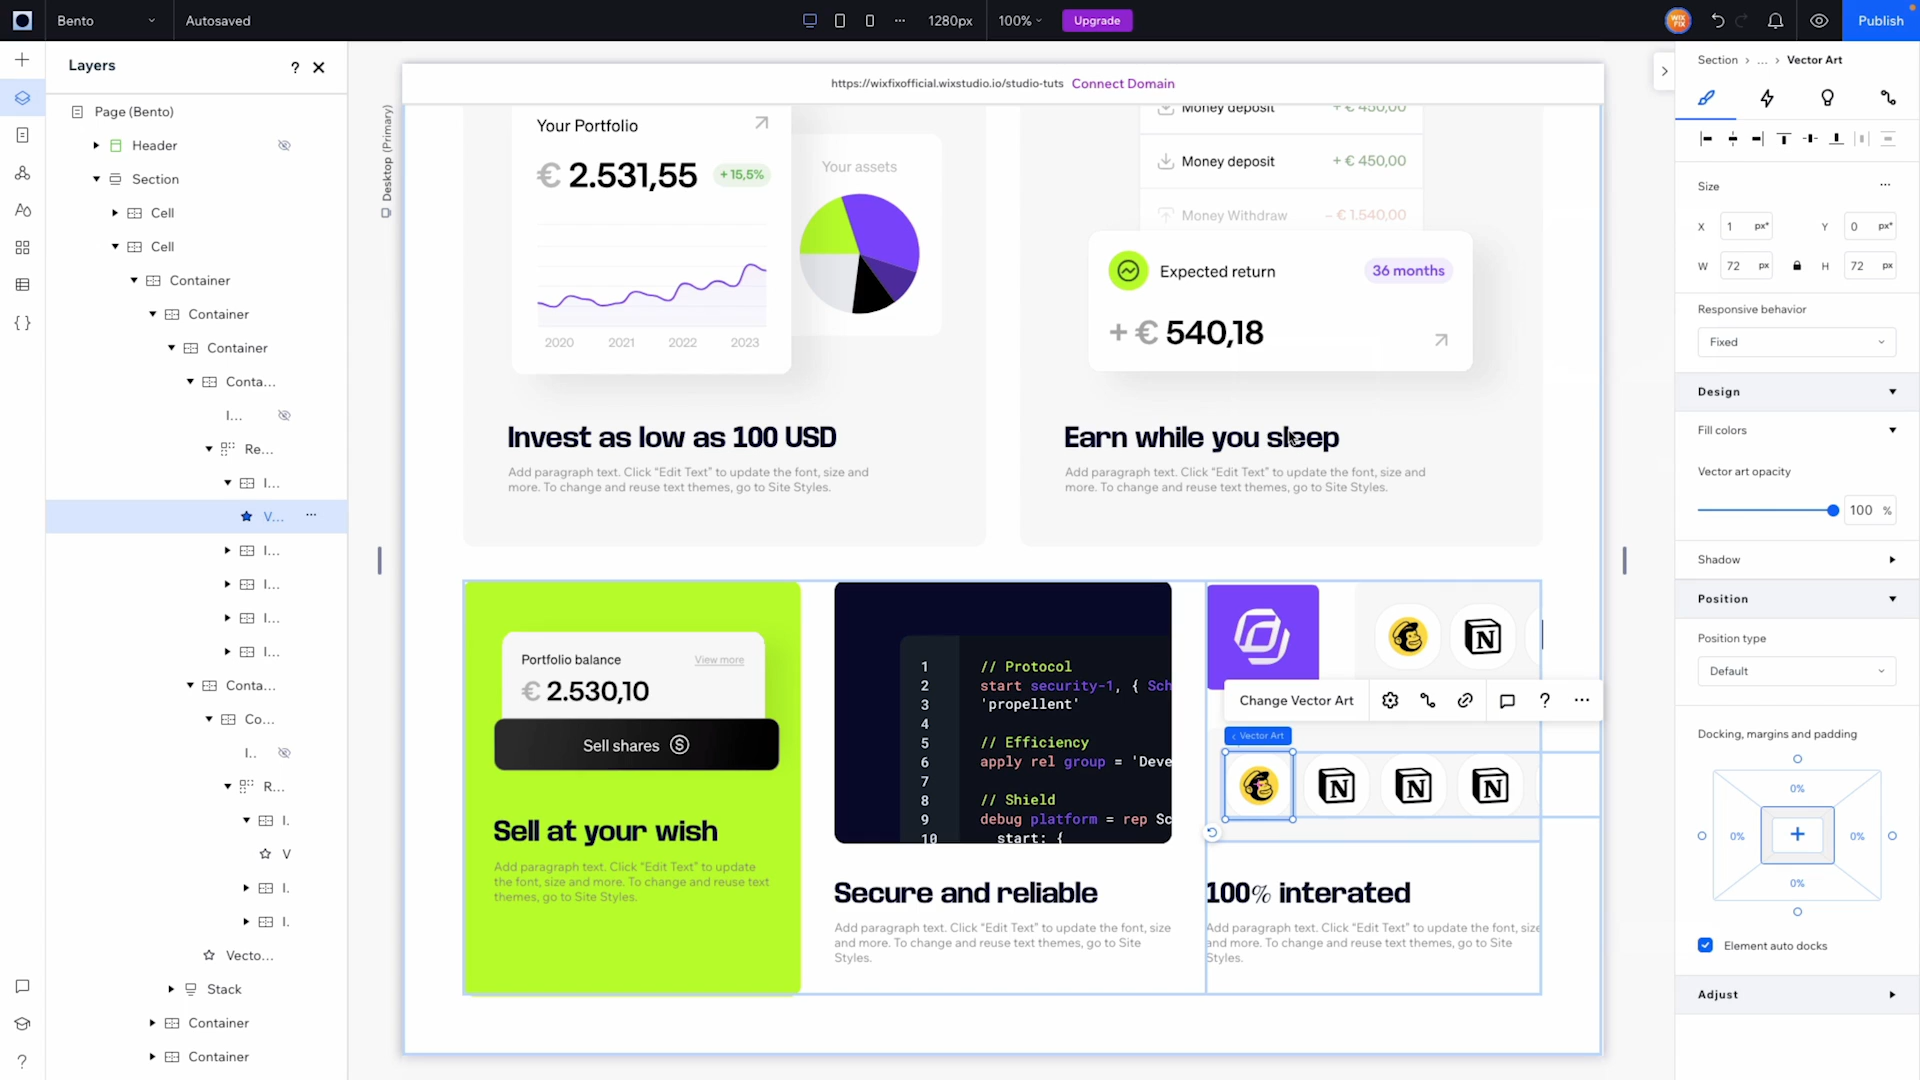 Bento
Autosaved
1280px
100%
Upgrade
WIX
FIX
Publish
Layers
?
Page (Bento)
Header
Section
Cell
Cell
Container
Container
Container
Conta...
I...
Re...
I...
V...
I...
I...
I...
I...
Conta...
Co...
I..
R...
I.
V
I.
I.
Vecto...
Stack
Container
Container
Desktop (Primary)
https://wixfixofficial.wixstudio.io/studio-tuts Connect Domain
Your Portfolio
€ 2.531,55
+ 15,5%
2020 2021 2022 2023
Your assets
Money deposit + € 450,00
Money deposit + € 450,00
Money Withdraw – € 1.540,00
Expected return
36 months
+ € 540,18
Invest as low as 100 USD
Add paragraph text. Click “Edit Text” to update the font, size and
more. To change and reuse text themes, go to Site Styles.
Earn while you sleep
Add paragraph text. Click “Edit Text” to update the font, size and
more. To change and reuse text themes, go to Site Styles.
Portfolio balance
View more
€ 2.530,10
Sell shares
Sell at your wish
Add paragraph text. Click “Edit Text” to update
the font, size and more. To change and reuse text
themes, go to Site Styles.
1 // Protocol
2 start security-1, { Sch
3 'propellent'
4
5 // Efficiency
6 apply rel group = 'Deve
7
8 // Shield
9 debug platform = rep Sc
10 start: {
Secure and reliable
Add paragraph text. Click “Edit Text” to update the font, size
and more. To change and reuse text themes, go to Site
Styles.
N
Change Vector Art
?
Vector Art
N
N
N
100% interated
Add paragraph text. Click “Edit Text” to update the font, size
and more. To change and reuse text themes, go to Site
Styles.
Section > ... > Vector Art
Size
X 1 px*
Y 0 px*
W 72 px
H 72 px
Responsive behavior
Fixed
Design
Fill colors
Vector art opacity
100 %
Shadow
Position
Position type
Default
Docking, margins and padding
0%
0%
0%
0%
Element auto docks
Adjust